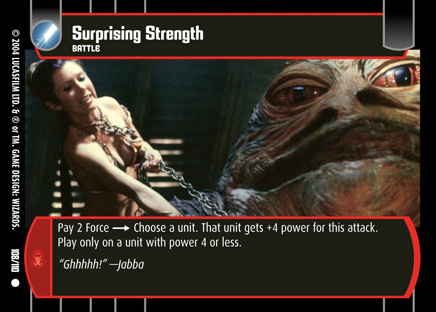 Surprising Strength
BATTLE
Pay 2 Force → Choose a unit. That unit gets +4 power for this attack.
Play only on a unit with power 4 or less.
“Ghhhhh!” —Jabba
© 2004 LUCASFILM LTD. & ® or TM. GAME DESIGN: WIZARDS.
108/110